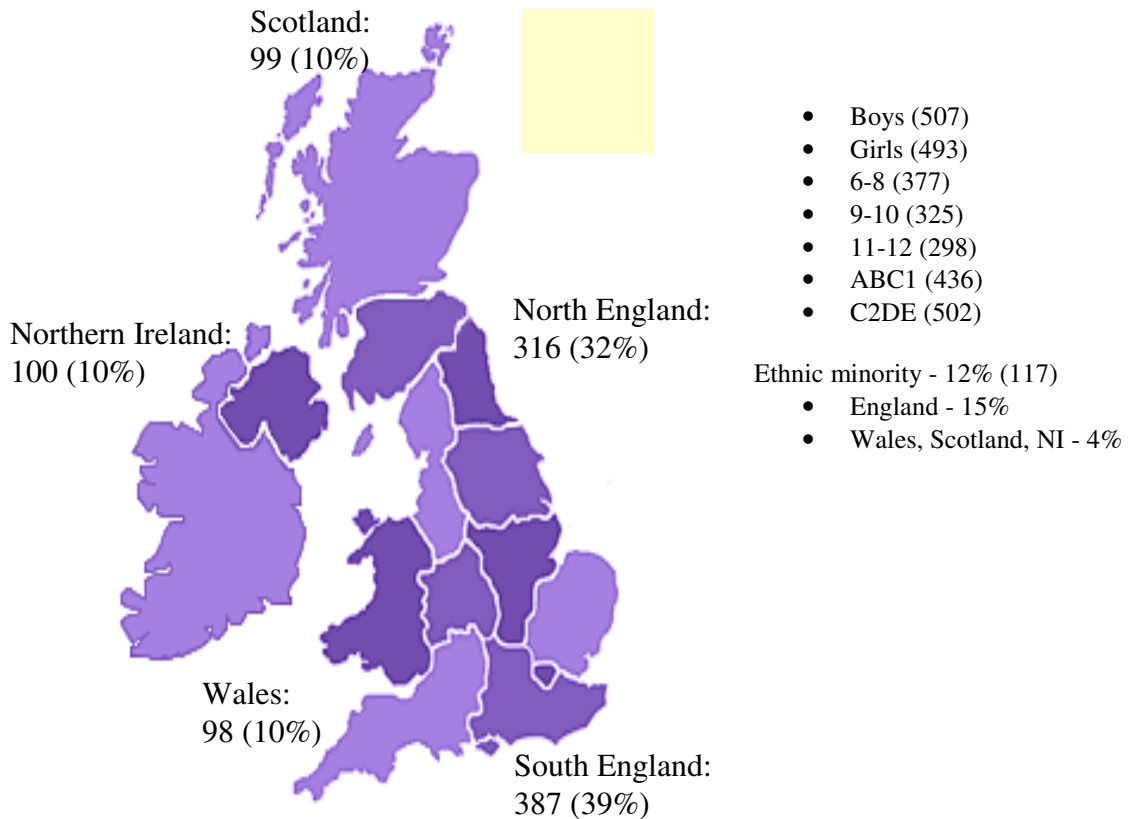 Scotland:
99 (10%)
Northern Ireland:
100 (10%)
North England:
316 (32%)
Wales:
98 (10%)
South England:
387 (39%)
• Boys (507)
• Girls (493)
• 6-8 (377)
• 9-10 (325)
• 11-12 (298)
• ABC1 (436)
• C2DE (502)
Ethnic minority - 12% (117)
• England - 15%
• Wales, Scotland, NI - 4%